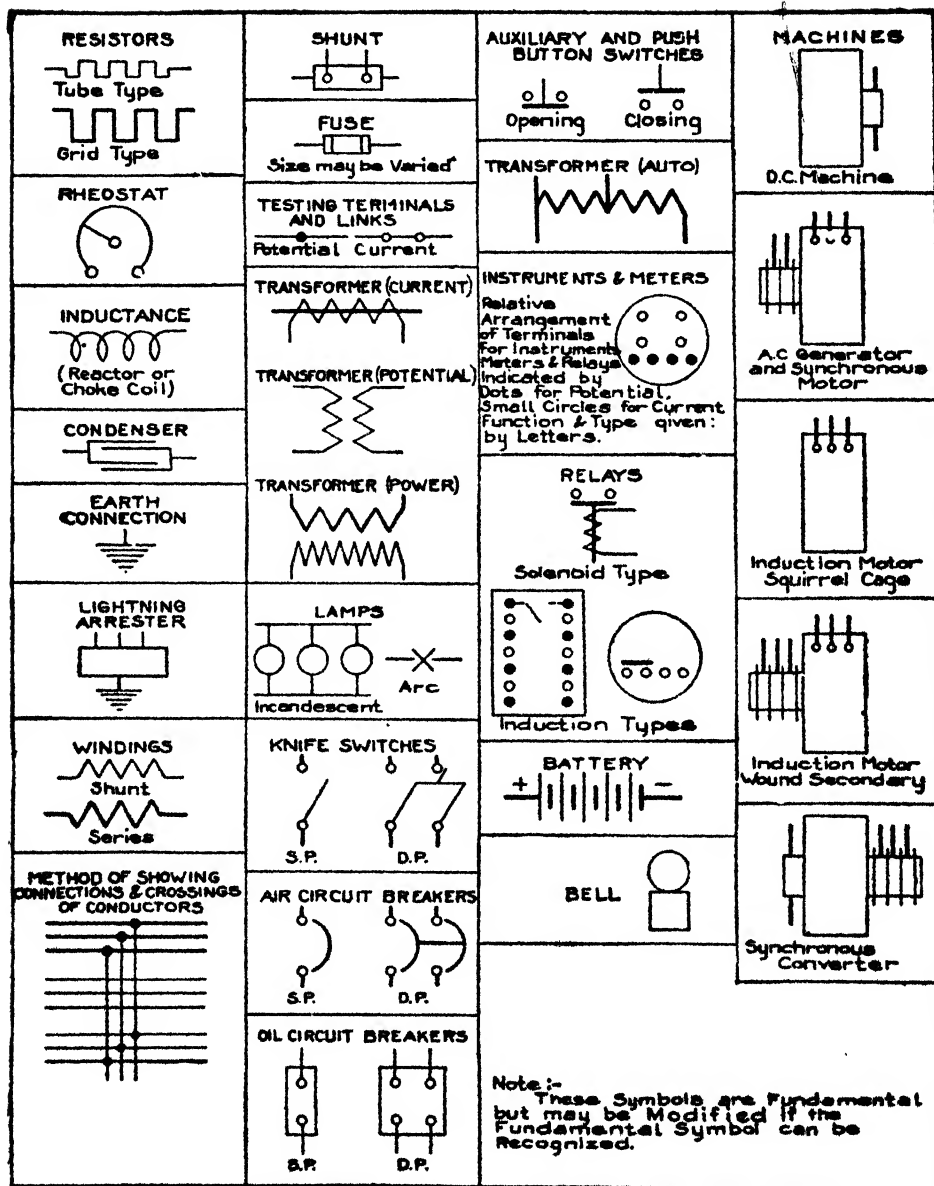 RESISTORS
Tube Type
Grid Type
RHEOSTAT
INDUCTANCE
(Reactor or
Choke Coil)
CONDENSER
EARTH
CONNECTION
LIGHTNING
ARRESTER
WINDINGS
Shunt
Series
METHOD OF SHOWING
CONNECTIONS & CROSSINGS
OF CONDUCTORS
SHUNT
FUSE
Size may be Varied
TESTING TERMINALS
AND LINKS
Potential Current
TRANSFORMER (CURRENT)
TRANSFORMER (POTENTIAL)
TRANSFORMER (POWER)
LAMPS
Incandescent
Arc
KNIFE SWITCHES
S.P. D.P.
AIR CIRCUIT BREAKERS
S.P. D.P.
OIL CIRCUIT BREAKERS
S.P. D.P.
AUXILIARY AND PUSH
BUTTON SWITCHES
Opening Closing
TRANSFORMER (AUTO)
INSTRUMENTS & METERS
Relative
Arrangement
of Terminals
for Instruments
Meters & Relays
Indicated by
Dots for Potential,
Small Circles for Current
Function & Type given:
by Letters.
RELAYS
Solenoid Type
Induction Types
BATTERY
+ -
BELL
Note:-
These Symbols are Fundamental
but may be Modified if the
Fundamental Symbol can be
Recognized.
MACHINES
D.C. Machine
A.C Generator
and Synchronous
Motor
Induction Motor
Squirrel Cage
Induction Motor
Wound Secondary
Synchronous
Converter